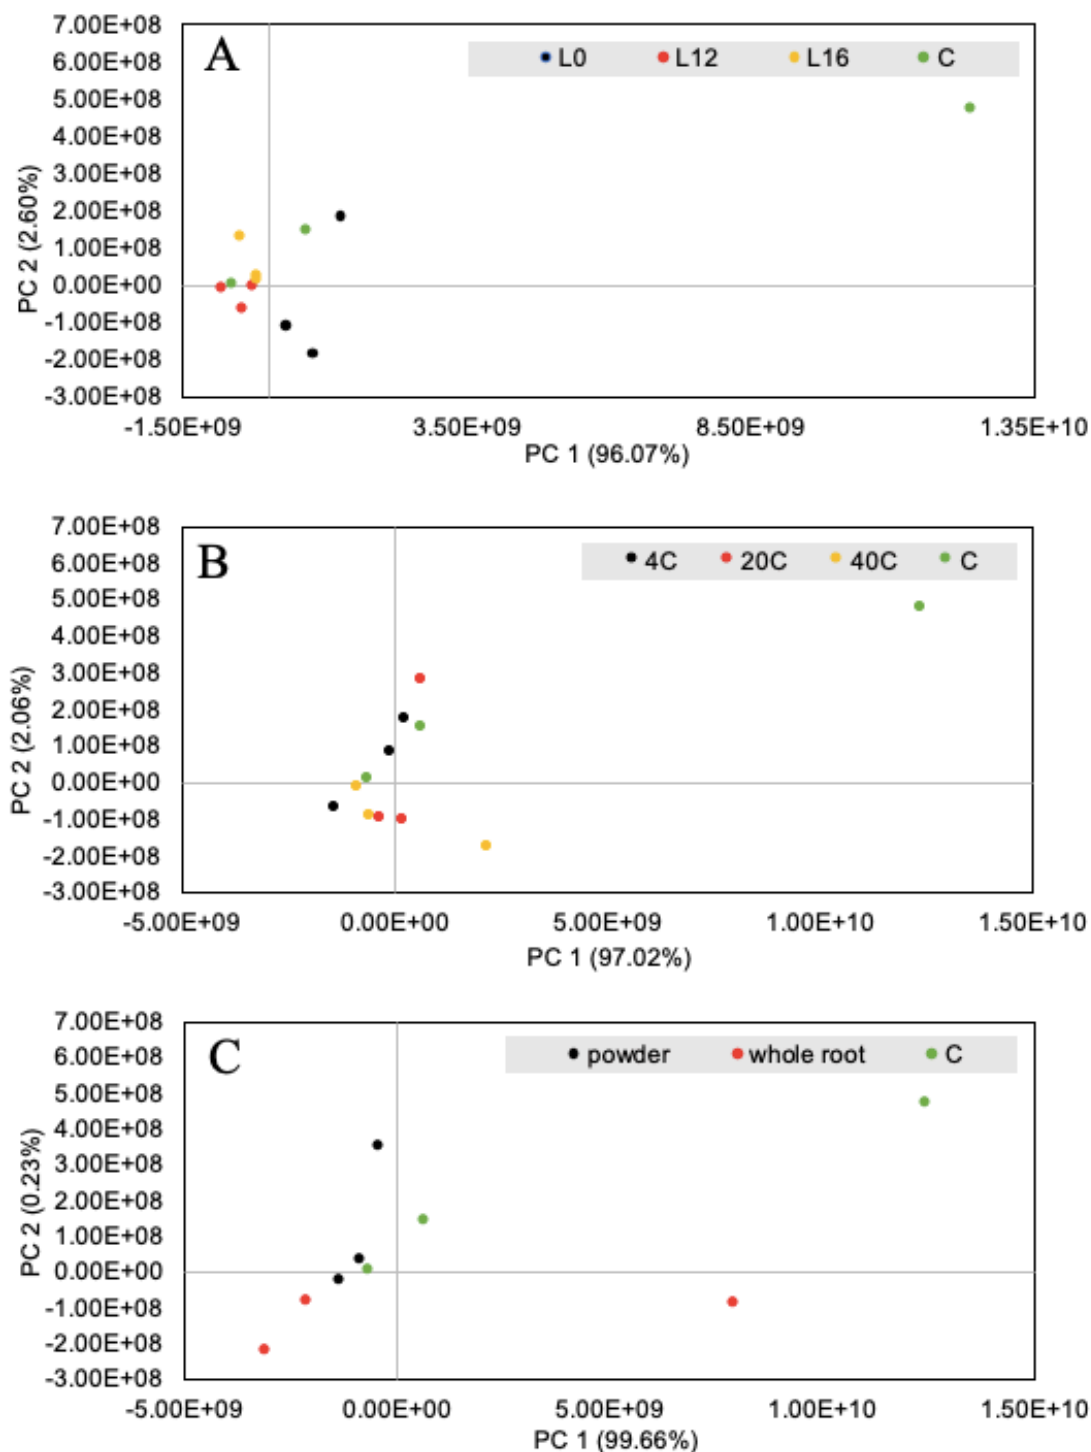 A
L0 L12 L16 C
7.00E+08
6.00E+08
5.00E+08
4.00E+08
3.00E+08
2.00E+08
1.00E+08
0.00E+00
-1.00E+08
-2.00E+08
-3.00E+08
PC 2 (2.60%)
-1.50E+09 3.50E+09 8.50E+09 1.35E+10
PC 1 (96.07%)
B
4C 20C 40C C
7.00E+08
6.00E+08
5.00E+08
4.00E+08
3.00E+08
2.00E+08
1.00E+08
0.00E+00
-1.00E+08
-2.00E+08
-3.00E+08
PC 2 (2.06%)
-5.00E+09 0.00E+00 5.00E+09 1.00E+10 1.50E+10
PC 1 (97.02%)
C
powder whole root C
7.00E+08
6.00E+08
5.00E+08
4.00E+08
3.00E+08
2.00E+08
1.00E+08
0.00E+00
-1.00E+08
-2.00E+08
-3.00E+08
PC 2 (0.23%)
-5.00E+09 0.00E+00 5.00E+09 1.00E+10 1.50E+10
PC 1 (99.66%)